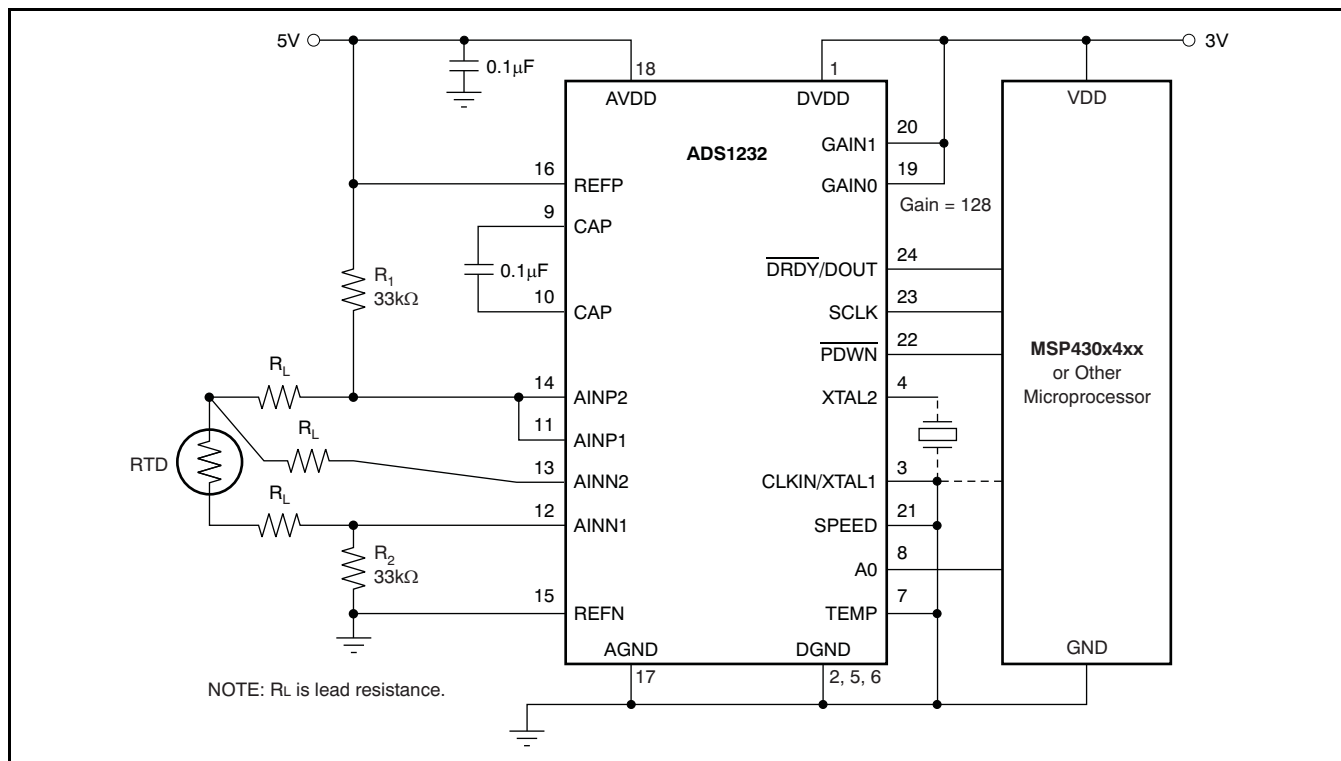 5V
3V
0.1μF
18
1
AVDD
DVDD
VDD
ADS1232
20
GAIN1
19
GAIN0
Gain = 128
16
REFP
9
CAP
0.1μF
10
CAP
R1
33kΩ
24
DRDY/DOUT
23
SCLK
22
PDWN
MSP430x4xx
or Other
Microprocessor
RL
14
AINP2
4
XTAL2
11
AINP1
RL
RTD
13
AINN2
3
CLKIN/XTAL1
RL
12
AINN1
21
SPEED
R2
33kΩ
8
A0
15
REFN
7
TEMP
AGND
DGND
GND
17
2, 5, 6
NOTE: RL is lead resistance.